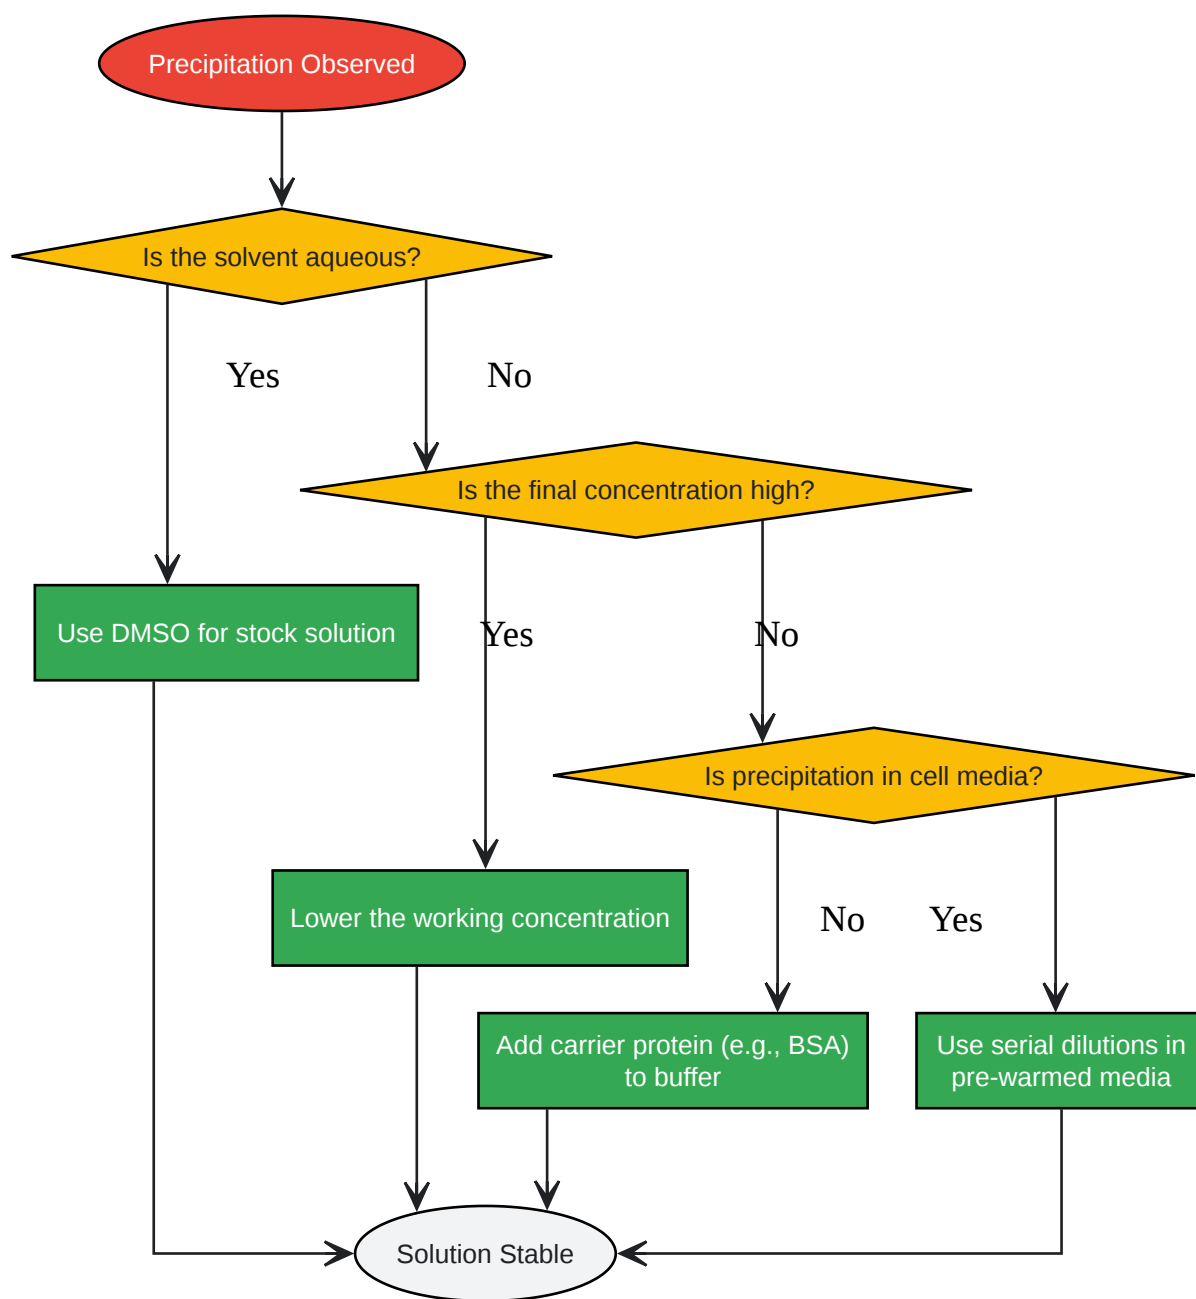 Precipitation Observed
Is the solvent aqueous?
Yes
No
Is the final concentration high?
Use DMSO for stock solution
Yes
No
Is precipitation in cell media?
Lower the working concentration
No
Yes
Add carrier protein (e.g., BSA)
to buffer
Use serial dilutions in
pre-warmed media
Solution Stable